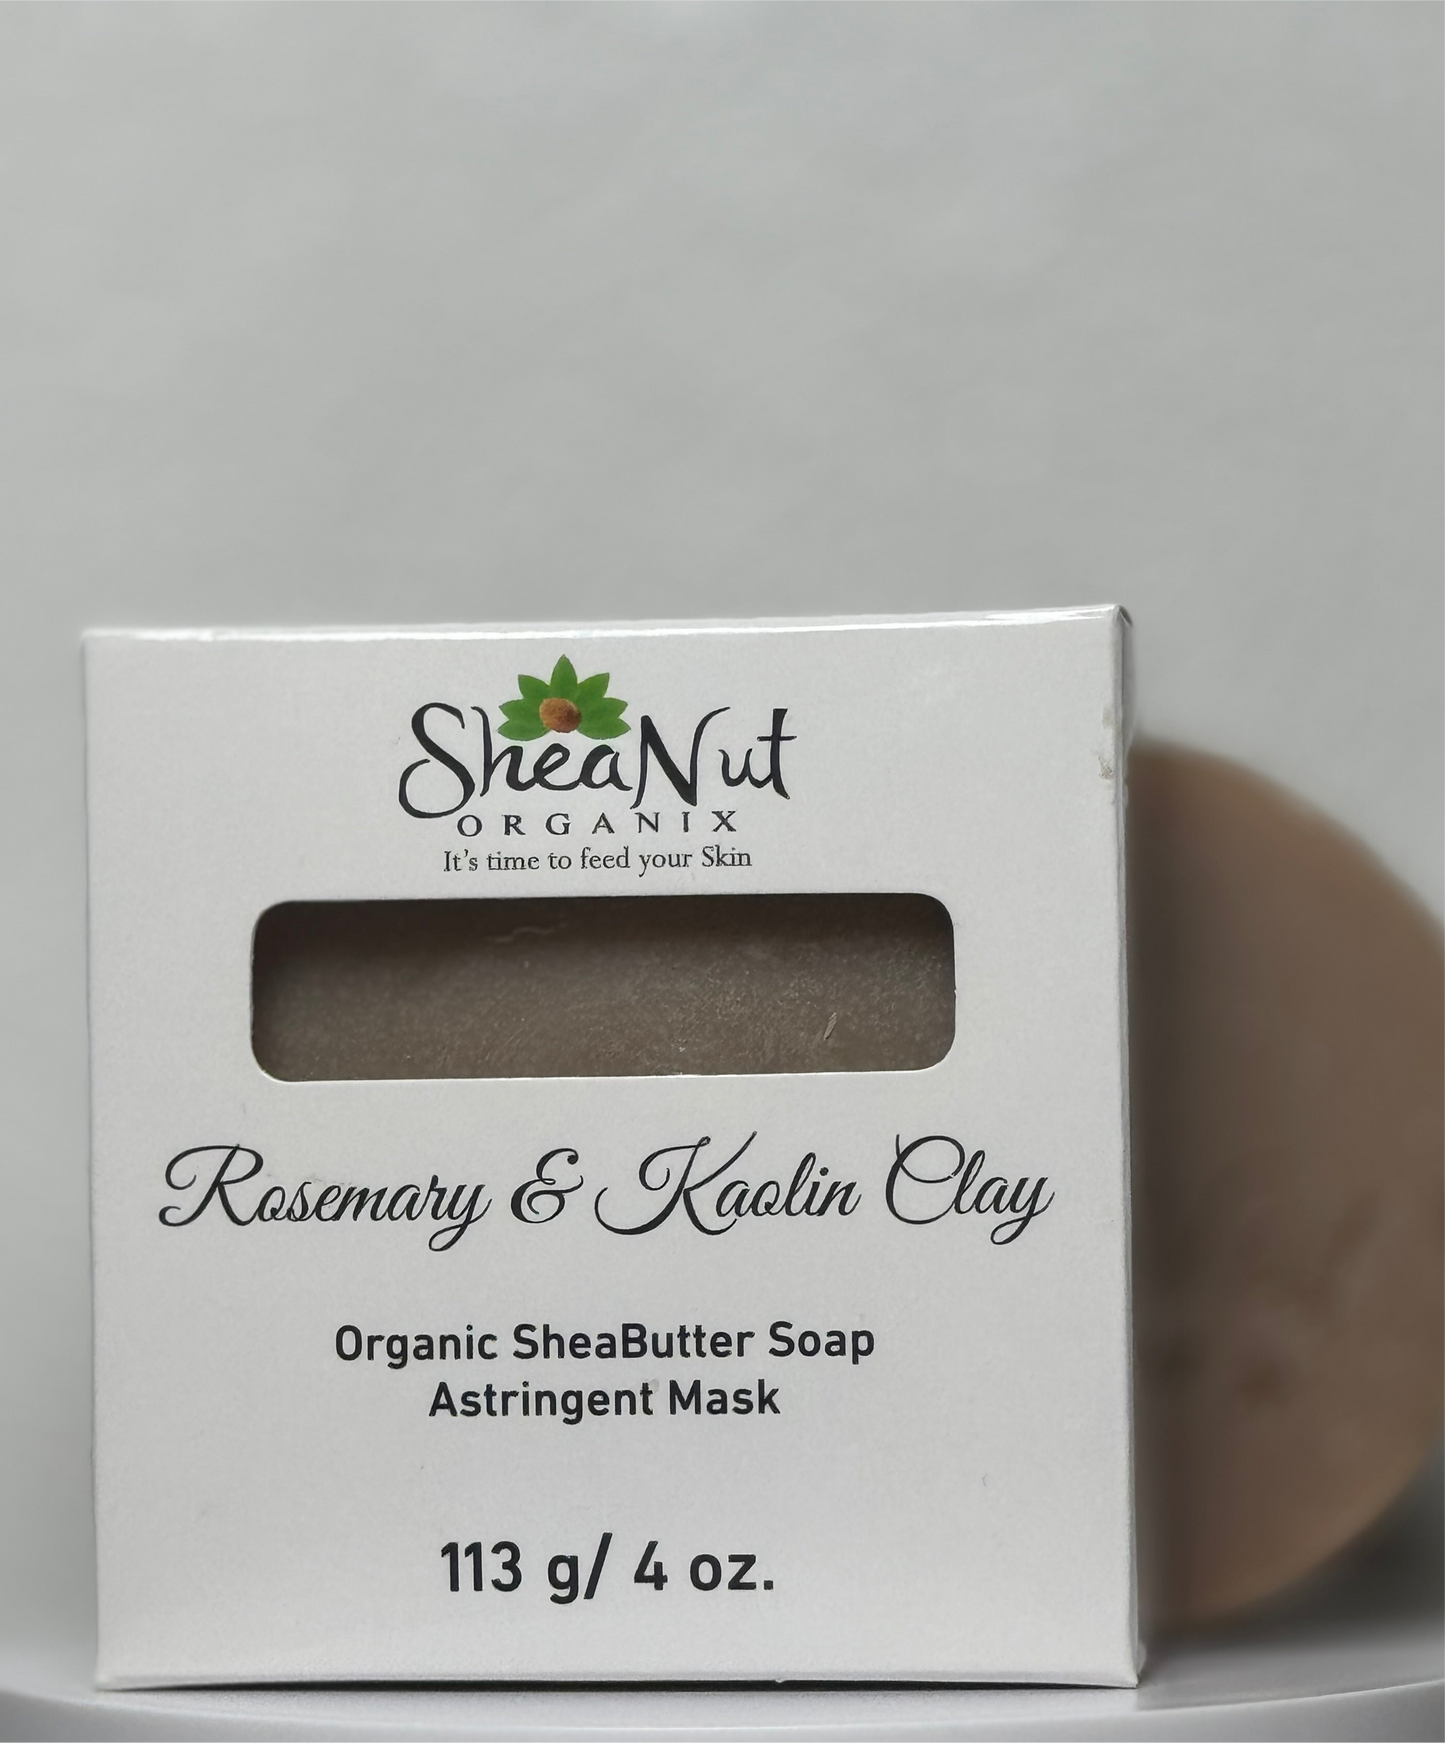 SheaNut
ORGANIX
It's time to feed your Skin
Rosemary & Kaolin Clay
Organic SheaButter Soap
Astringent Mask
113 g/ 4 oz.